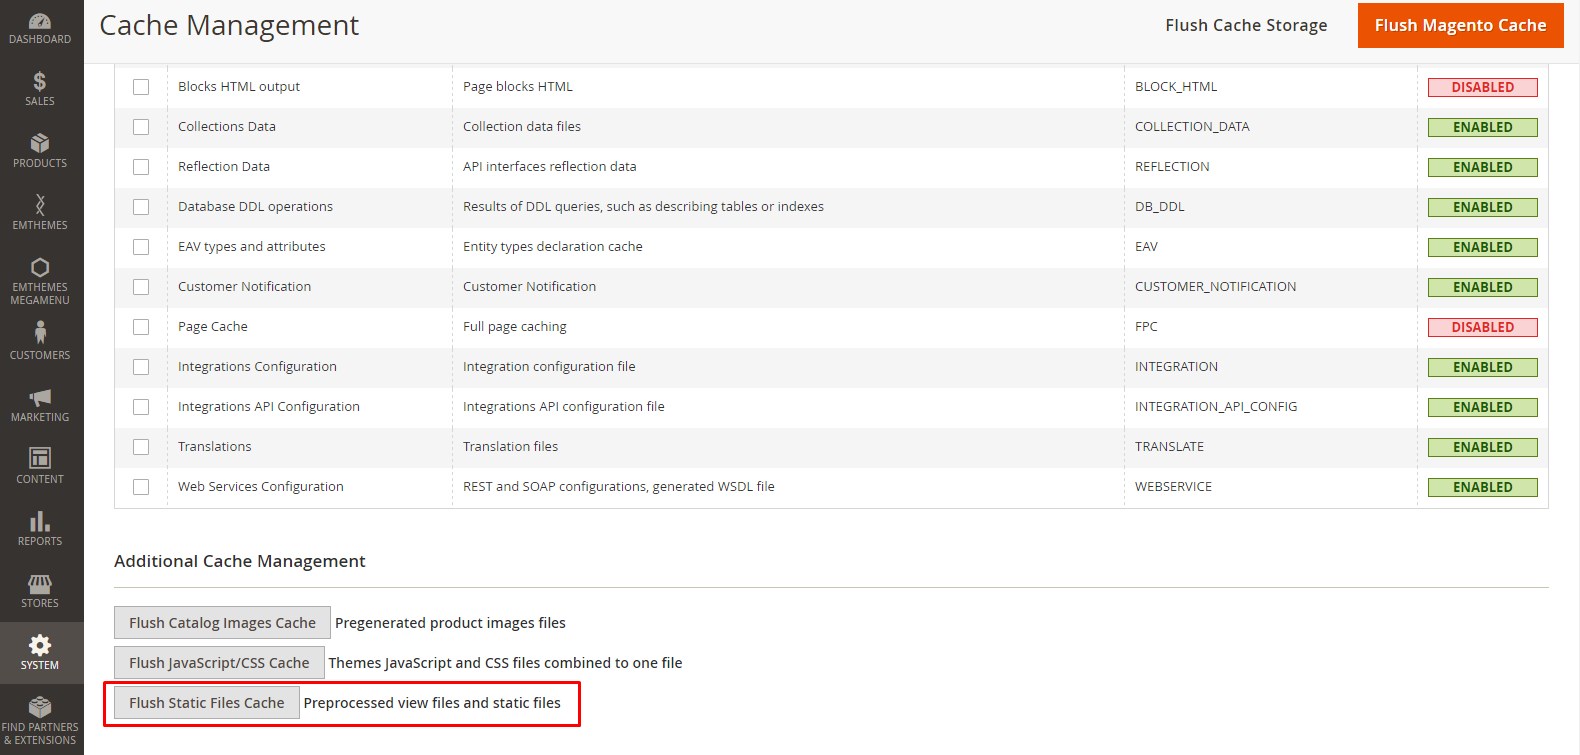 DASHBOARD
SALES
PRODUCTS
EMTHEMES
EMTHEMES
MEGAMENU
CUSTOMERS
MARKETING
CONTENT
REPORTS
STORES
SYSTEM
FIND PARTNERS
& EXTENSIONS
Cache Management
Flush Cache Storage
Flush Magento Cache
Blocks HTML output Page blocks HTML BLOCK_HTML DISABLED
Collections Data Collection data files COLLECTION_DATA ENABLED
Reflection Data API interfaces reflection data REFLECTION ENABLED
Database DDL operations Results of DDL queries, such as describing tables or indexes DB_DDL ENABLED
EAV types and attributes Entity types declaration cache EAV ENABLED
Customer Notification Customer Notification CUSTOMER_NOTIFICATION ENABLED
Page Cache Full page caching FPC DISABLED
Integrations Configuration Integration configuration file INTEGRATION ENABLED
Integrations API Configuration Integrations API configuration file INTEGRATION_API_CONFIG ENABLED
Translations Translation files TRANSLATE ENABLED
Web Services Configuration REST and SOAP configurations, generated WSDL file WEBSERVICE ENABLED
Additional Cache Management
Flush Catalog Images Cache Pregenerated product images files
Flush JavaScript/CSS Cache Themes JavaScript and CSS files combined to one file
Flush Static Files Cache Preprocessed view files and static files